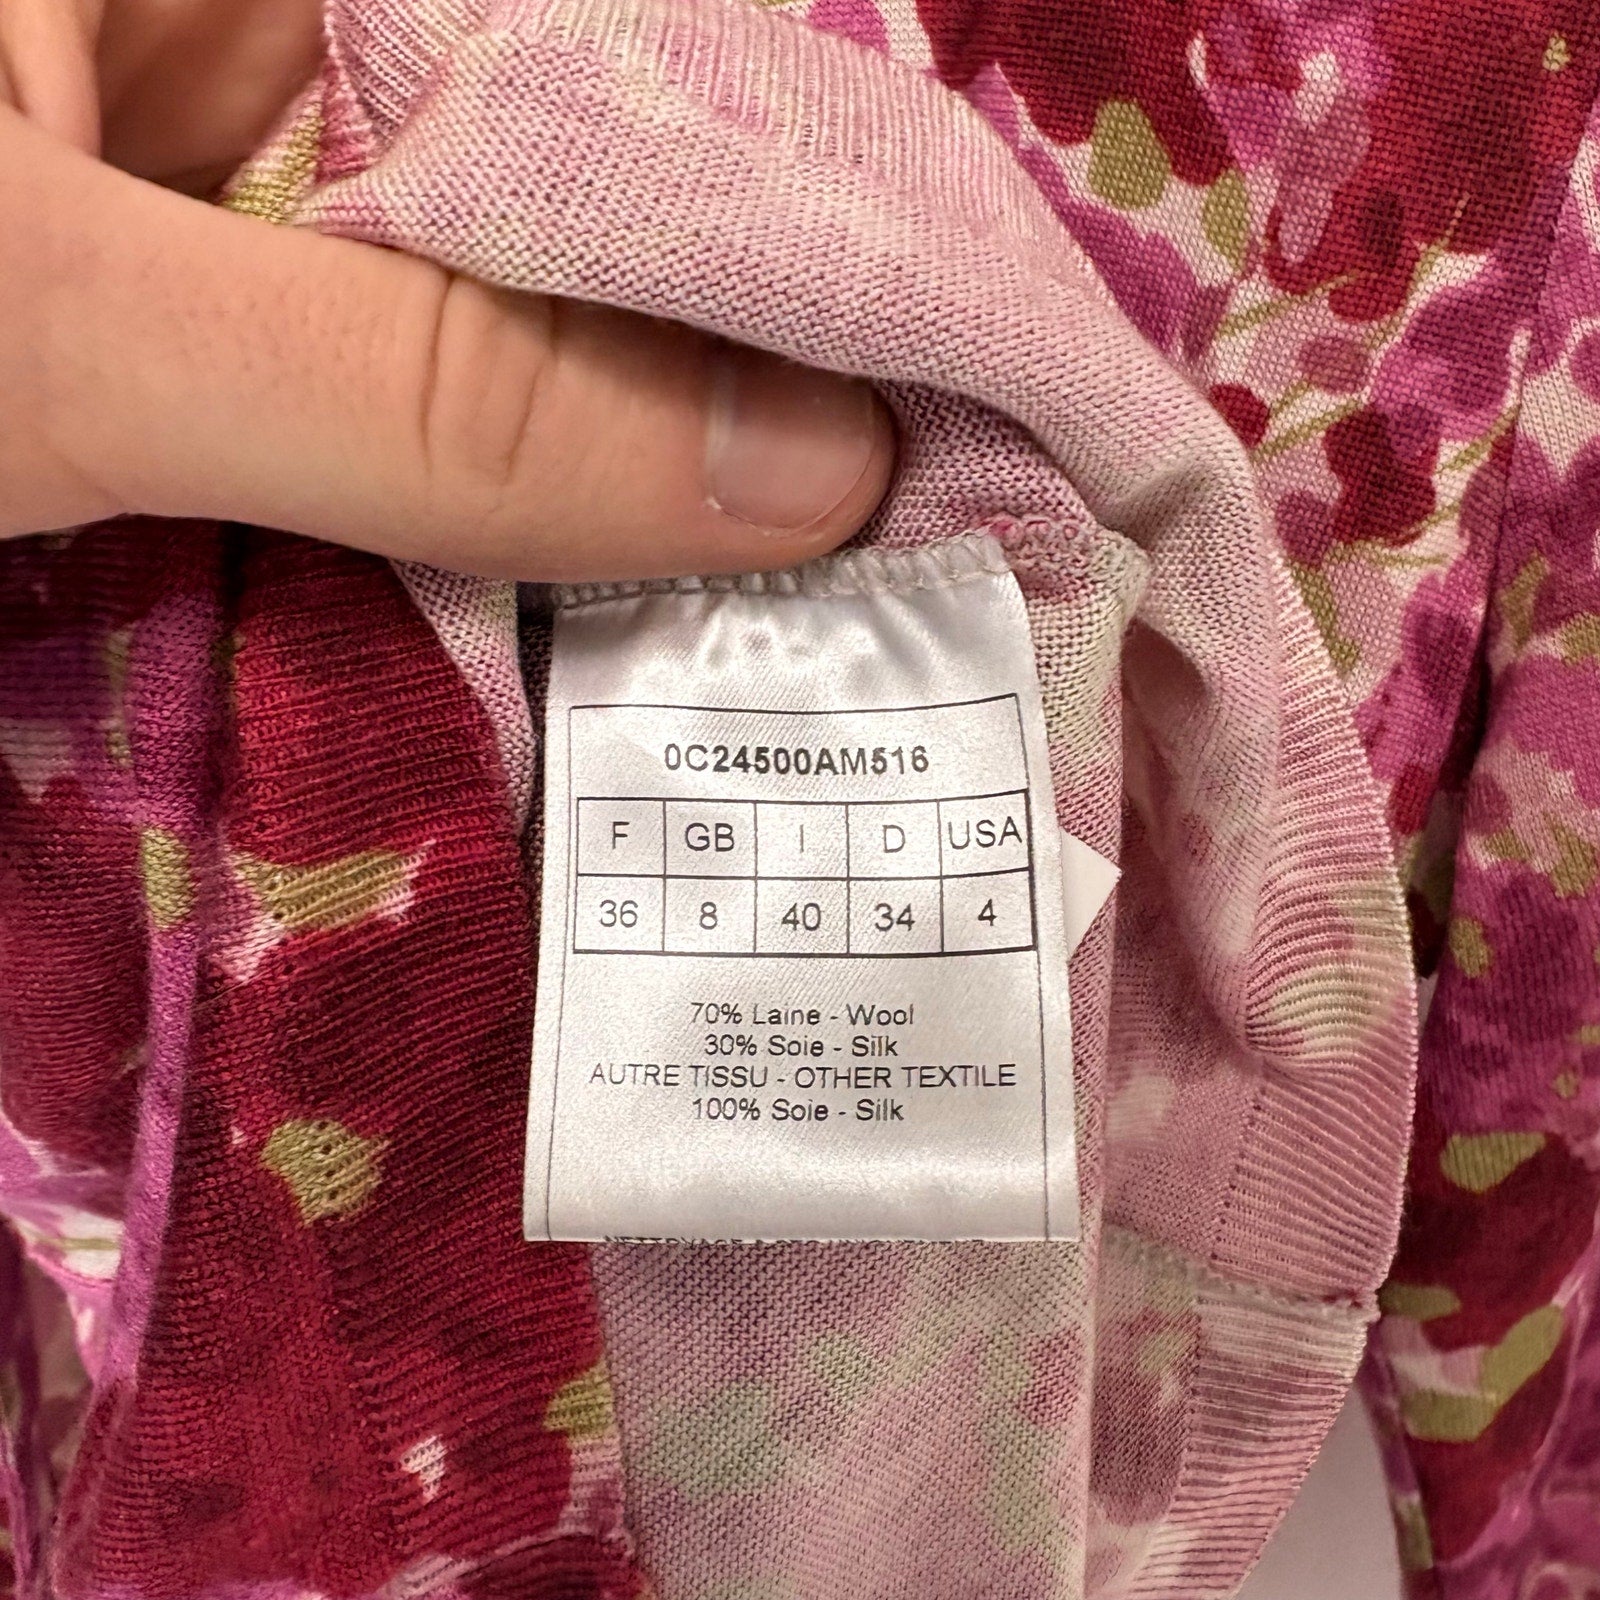 0C24500AM516
F GB I D USA
36 8 40 34 4
70% Laine - Wool
30% Soie - Silk
AUTRE TISSU - OTHER TEXTILE
100% Soie - Silk